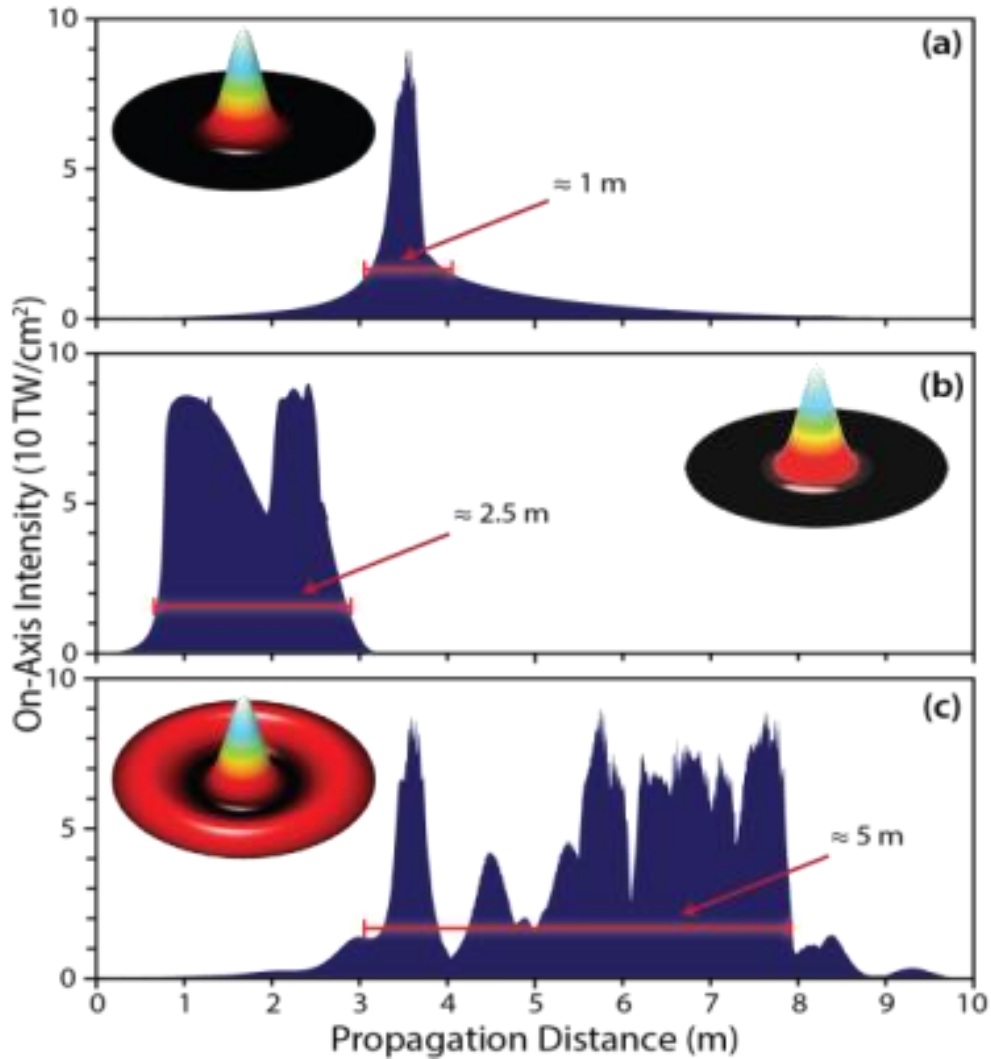 10
(a)
≈ 1 m
5
0
10
(b)
≈ 2.5 m
5
0
10
(c)
≈ 5 m
5
0
0 1 2 3 4 5 6 7 8 9 10
Propagation Distance (m)
On-Axis Intensity (10 TW/cm²)